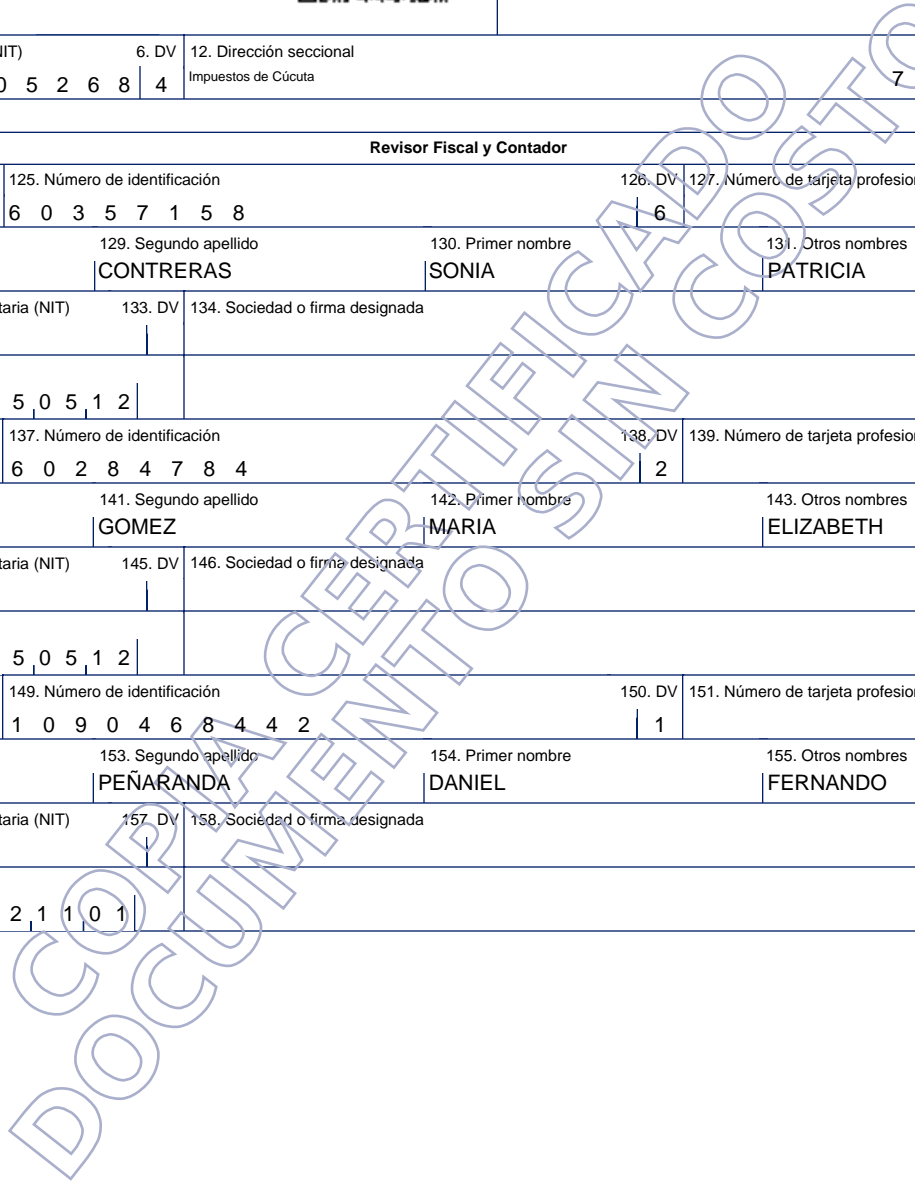 NIT) 6. DV 12. Dirección seccional
0 5 2 6 8 4 Impuestos de Cúcuta 7
Revisor Fiscal y Contador
125. Número de identificación 126. DV 127. Número de tarjeta profesion
6 0 3 5 7 1 5 8 6
129. Segundo apellido 130. Primer nombre 131. Otros nombres
CONTRERAS SONIA PATRICIA
taria (NIT) 133. DV 134. Sociedad o firma designada
5 0 5 1 2
137. Número de identificación 138. DV 139. Número de tarjeta profesion
6 0 2 8 4 7 8 4 2
141. Segundo apellido 142. Primer nombre 143. Otros nombres
GOMEZ MARIA ELIZABETH
taria (NIT) 145. DV 146. Sociedad o firma designada
5 0 5 1 2
149. Número de identificación 150. DV 151. Número de tarjeta profesion
1 0 9 0 4 6 8 4 4 2 1
153. Segundo apellido 154. Primer nombre 155. Otros nombres
PEÑARANDA DANIEL FERNANDO
taria (NIT) 157. DV 158. Sociedad o firma designada
2 1 1 0 1
COPIA CERTIFICADO
DOCUMENTO SIN COSTO